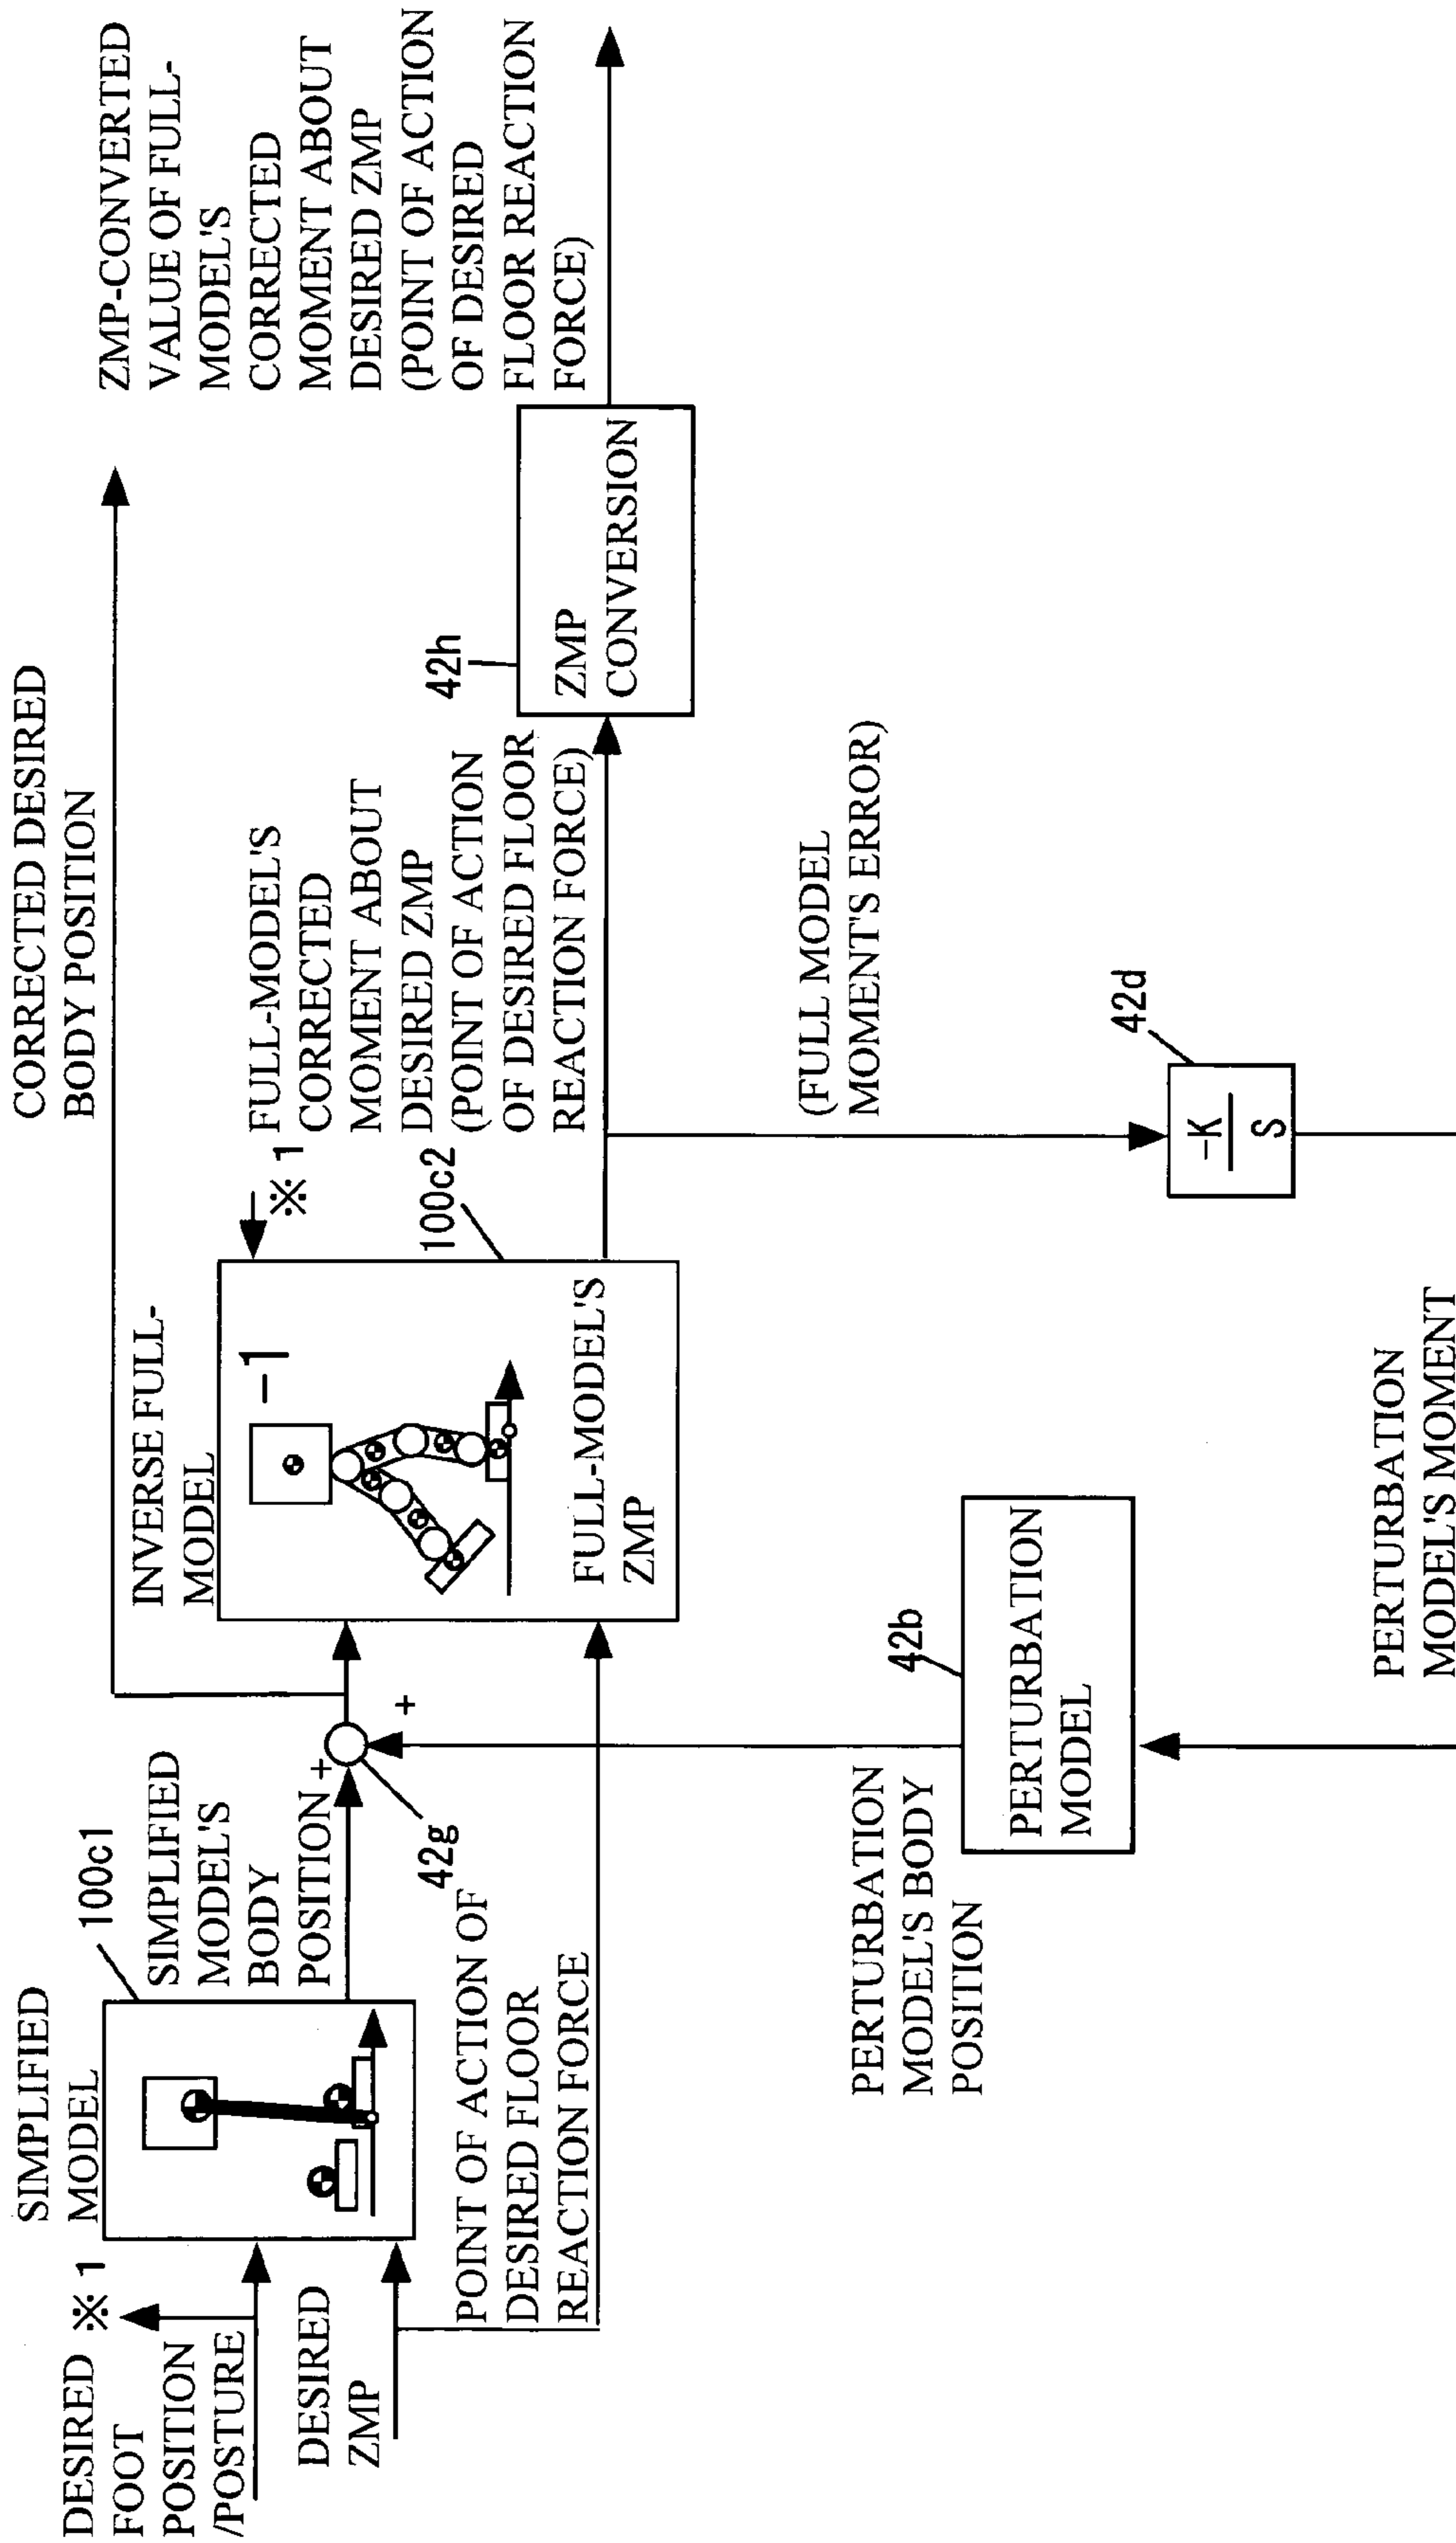 DESIRED
FOOT
POSITION
/POSTURE
※1
DESIRED
ZMP
SIMPLIFIED
MODEL
100c1
SIMPLIFIED
MODEL'S
BODY
POSITION
+
+
42g
POINT OF ACTION OF
DESIRED FLOOR
REACTION FORCE
CORRECTED DESIRED
BODY POSITION
INVERSE FULL-
MODEL
-1
FULL-MODEL'S
ZMP
※1
100c2
FULL-MODEL'S
CORRECTED
MOMENT ABOUT
DESIRED ZMP
(POINT OF ACTION
OF DESIRED FLOOR
REACTION FORCE)
42h
ZMP
CONVERSION
ZMP-CONVERTED
VALUE OF FULL-
MODEL'S
CORRECTED
MOMENT ABOUT
DESIRED ZMP
(POINT OF ACTION
OF DESIRED
FLOOR REACTION
FORCE)
PERTURBATION
MODEL'S BODY
POSITION
42b
PERTURBATION
MODEL
(FULL MODEL
MOMENT'S ERROR)
42d
-K
S
PERTURBATION
MODEL'S MOMENT